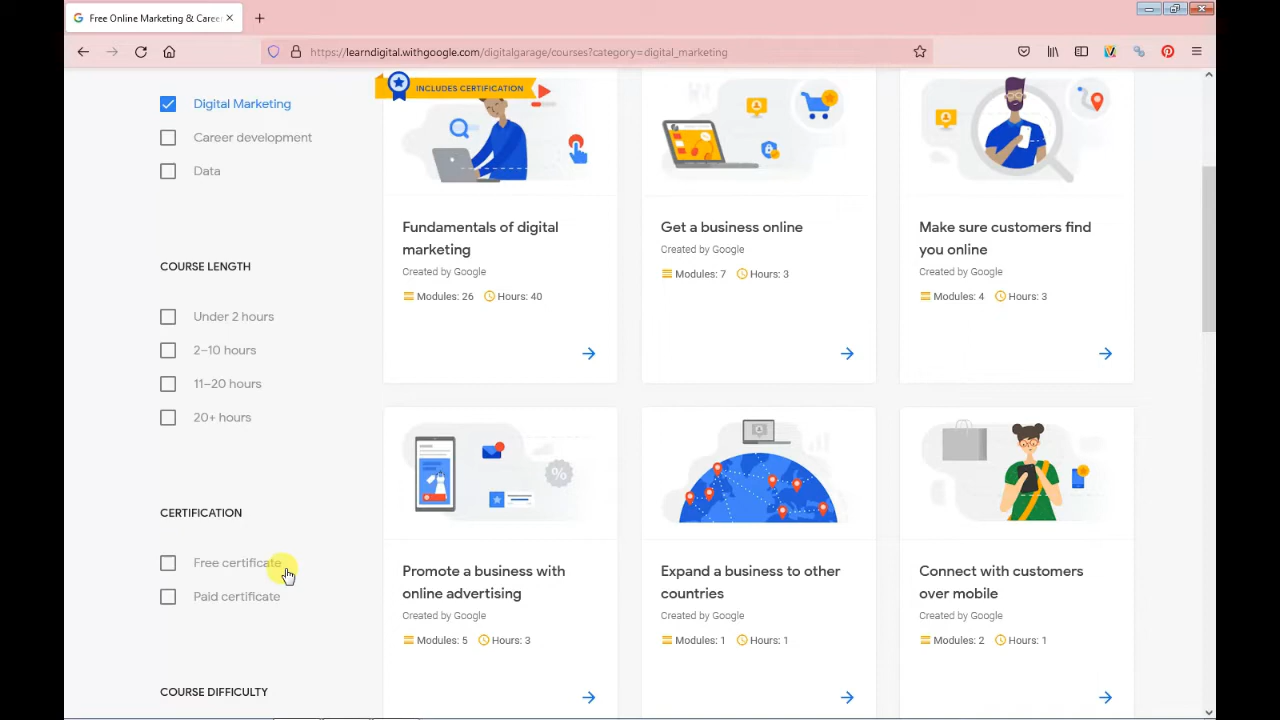 Free Online Marketing & Caree
https://learndigital.withgoogle.com/digitalgarage/courses?category=digital_marketing
Digital Marketing
Career development
Data
COURSE LENGTH
Under 2 hours
2–10 hours
11–20 hours
20+ hours
CERTIFICATION
Free certificate
Paid certificate
COURSE DIFFICULTY
INCLUDES CERTIFICATION
Fundamentals of digital
marketing
Created by Google
Modules: 26 Hours: 40
Get a business online
Created by Google
Modules: 7 Hours: 3
Make sure customers find
you online
Created by Google
Modules: 4 Hours: 3
%
Promote a business with
online advertising
Created by Google
Modules: 5 Hours: 3
Expand a business to other
countries
Created by Google
Modules: 1 Hours: 1
Connect with customers
over mobile
Created by Google
Modules: 2 Hours: 1